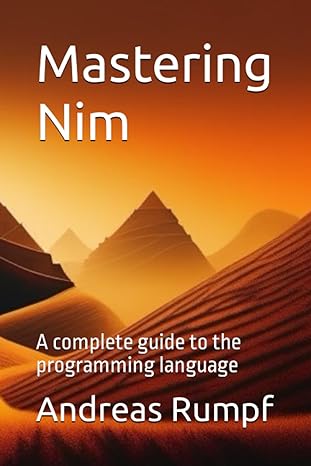 Mastering
Nim
A complete guide to the
programming language
Andreas Rumpf